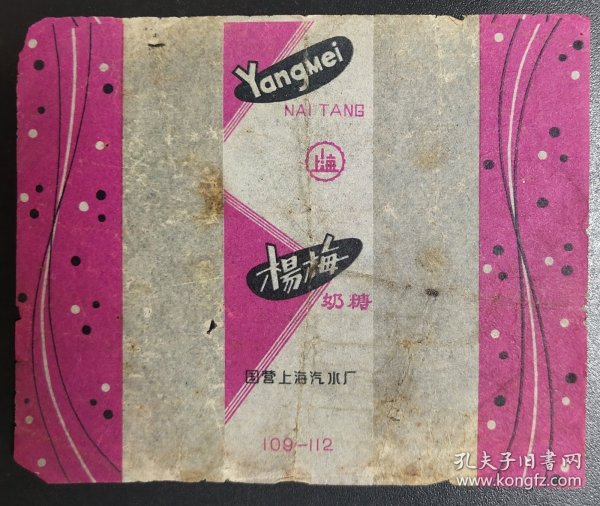 YangMei
NAI TANG
上海
楊梅
奶糖
国营上海汽水厂
109-112
孔夫子旧书网
www.kongfz.com